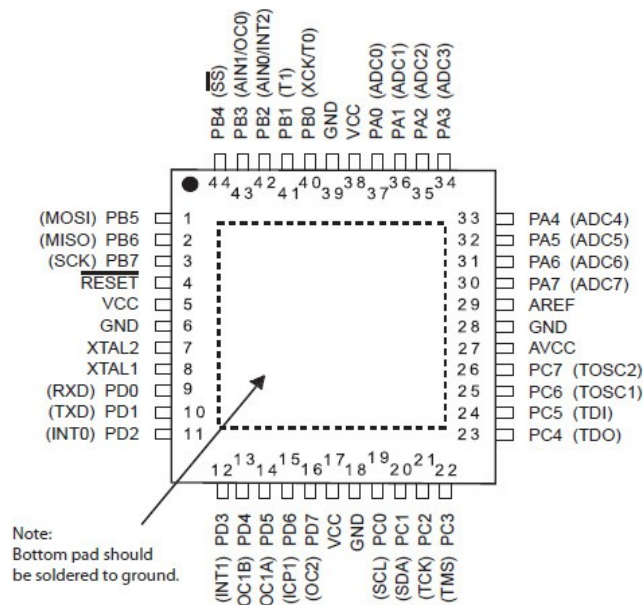 PB4 (SS)
PB3 (AIN1/OC0)
PB2 (AIN0/INT2)
PB1 (T1)
PB0 (XCK/T0)
GND
VCC
PA0 (ADC0)
PA1 (ADC1)
PA2 (ADC2)
PA3 (ADC3)
44 43 42 41 40 39 38 37 36 35 34
(MOSI) PB5 1
(MISO) PB6 2
(SCK) PB7 3
RESET 4
VCC 5
GND 6
XTAL2 7
XTAL1 8
(RXD) PD0 9
(TXD) PD1 10
(INT0) PD2 11
33 PA4 (ADC4)
32 PA5 (ADC5)
31 PA6 (ADC6)
30 PA7 (ADC7)
29 AREF
28 GND
27 AVCC
26 PC7 (TOSC2)
25 PC6 (TOSC1)
24 PC5 (TDI)
23 PC4 (TDO)
12 13 14 15 16 17 18 19 20 21 22
(INT1) PD3
OC1B) PD4
OC1A) PD5
(ICP1) PD6
(OC2) PD7
VCC
GND
(SCL) PC0
(SDA) PC1
(TCK) PC2
(TMS) PC3
Note:
Bottom pad should
be soldered to ground.